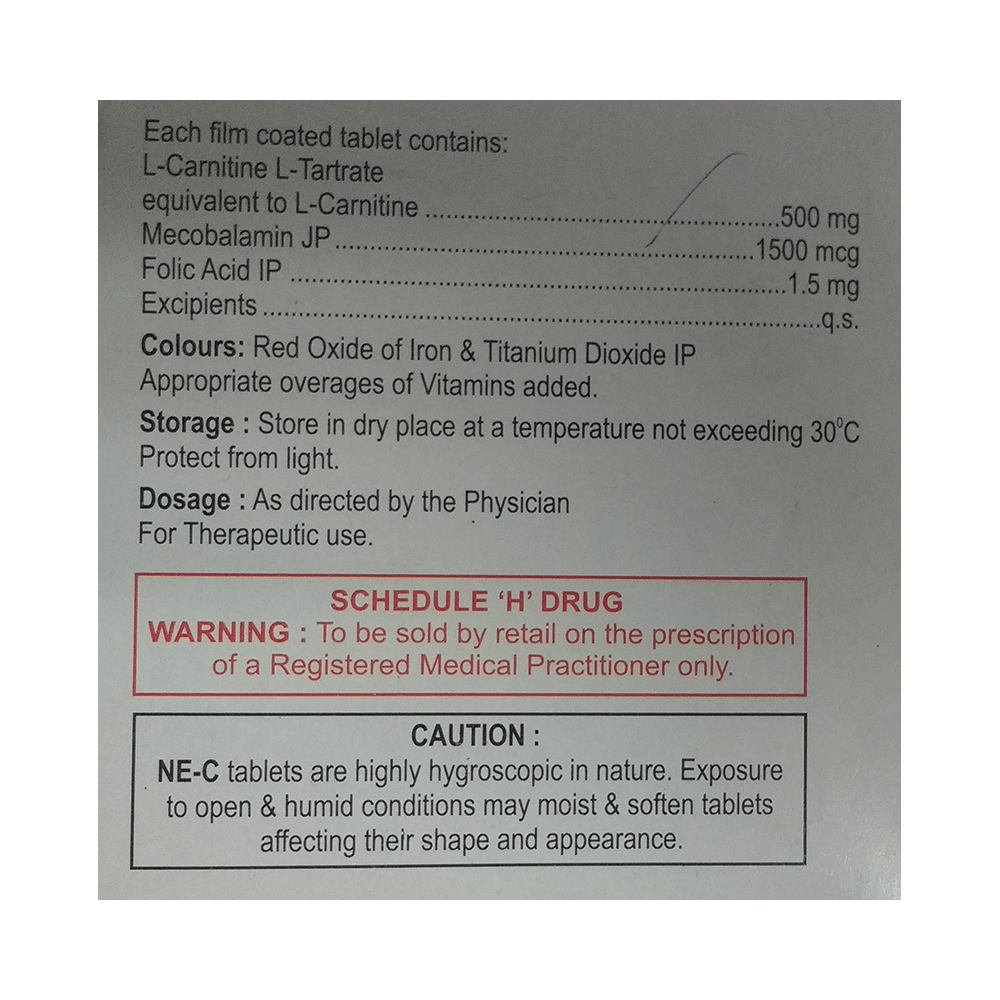 Each film coated tablet contains:
L-Carnitine L-Tartrate
equivalent to L-Carnitine ........................................................500 mg
Mecobalamin JP ....................................................................1500 mcg
Folic Acid IP ................................................................................1.5 mg
Excipients ..........................................................................................q.s.
Colours: Red Oxide of Iron & Titanium Dioxide IP
Appropriate overages of Vitamins added.
Storage : Store in dry place at a temperature not exceeding 30⁰C
Protect from light.
Dosage : As directed by the Physician
For Therapeutic use.
SCHEDULE ‘H’ DRUG
WARNING : To be sold by retail on the prescription
of a Registered Medical Practitioner only.
CAUTION :
NE-C tablets are highly hygroscopic in nature. Exposure
to open & humid conditions may moist & soften tablets
affecting their shape and appearance.